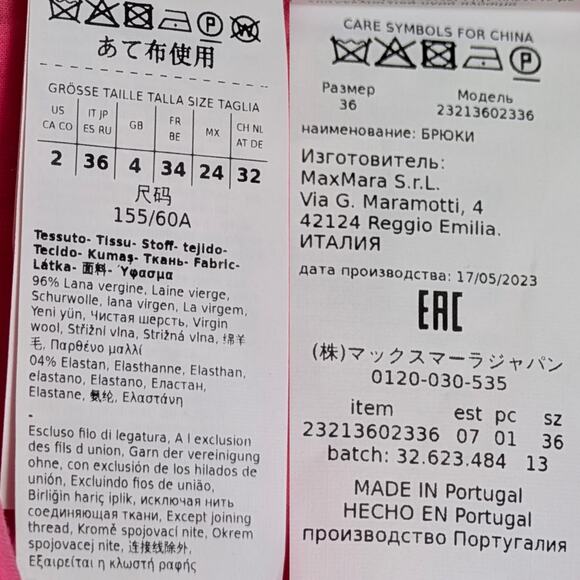 あて布使用
GRÖSSE TAILLE TALLA SIZE TAGLIA
US
CA CO
IT JP
ES RU
GB
FR
BE
MX
CH NL
AT DE
2 36 4 34 24 32
尺码
155/60A
Tessuto- Tissu- Stoff- tejido-
Tecido- Kumaş- Ткань- Fabric-
Látka- 面料- Ύφασμα
96% Lana vergine, Laine vierge,
Schurwolle, lana virgen, La virgem,
Yeni yün, Чистая шерсть, Virgin
wool, Střižní vlna, Strižná vlna, 绵羊
毛, Παρθένο μαλλί
04% Elastan, Elasthanne, Elasthan,
elastano, Elastano, Еластан,
Elastane, 氨纶, Ελαστάνη
-
Escluso filo di legatura, A l exclusion
des fils d union, Garn der vereinigung
ohne, con exclusión de los hilados de
unión, Excluindo fios de união,
Birliğin hariç iplik, исключая нить
соединяющая ткани, Except joining
thread, Kromě spojovací nite, Okrem
spojovacej nite, 连接线除外,
Εξαιρείται η κλωστή ραφής
CARE SYMBOLS FOR CHINA
Размер Модель
36 23213602336
наименование: БРЮКИ
Изготовитель:
MaxMara S.r.L.
Via G. Maramotti, 4
42124 Reggio Emilia.
ИТАЛИЯ
дата производства: 17/05/2023
EAC
(株)マックスマーラジャパン
0120-030-535
item est pc sz
23213602336 07 01 36
batch: 32.623.484 13
MADE IN Portugal
HECHO EN Portugal
производство Португалия